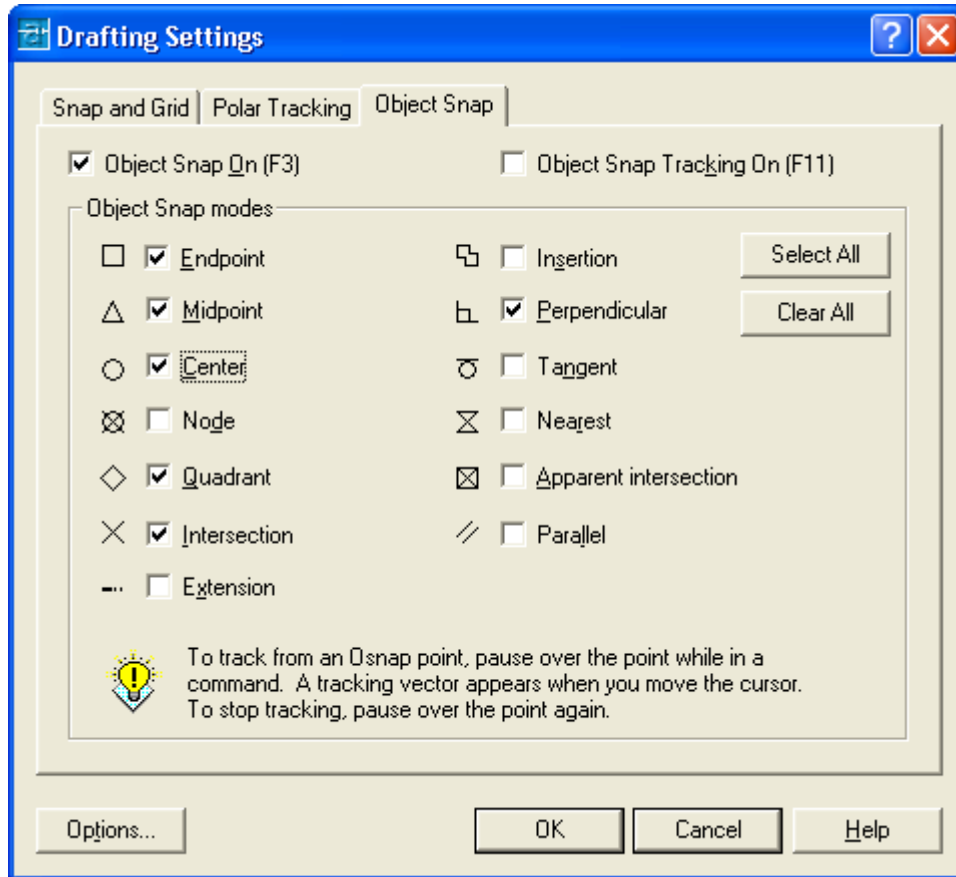 Drafting Settings
Snap and Grid Polar Tracking Object Snap
Object Snap On (F3) Object Snap Tracking On (F11)
Object Snap modes
Endpoint Insertion Select All
Midpoint Perpendicular Clear All
Center Tangent
Node Nearest
Quadrant Apparent intersection
Intersection Parallel
Extension
To track from an Osnap point, pause over the point while in a
command. A tracking vector appears when you move the cursor.
To stop tracking, pause over the point again.
Options... OK Cancel Help